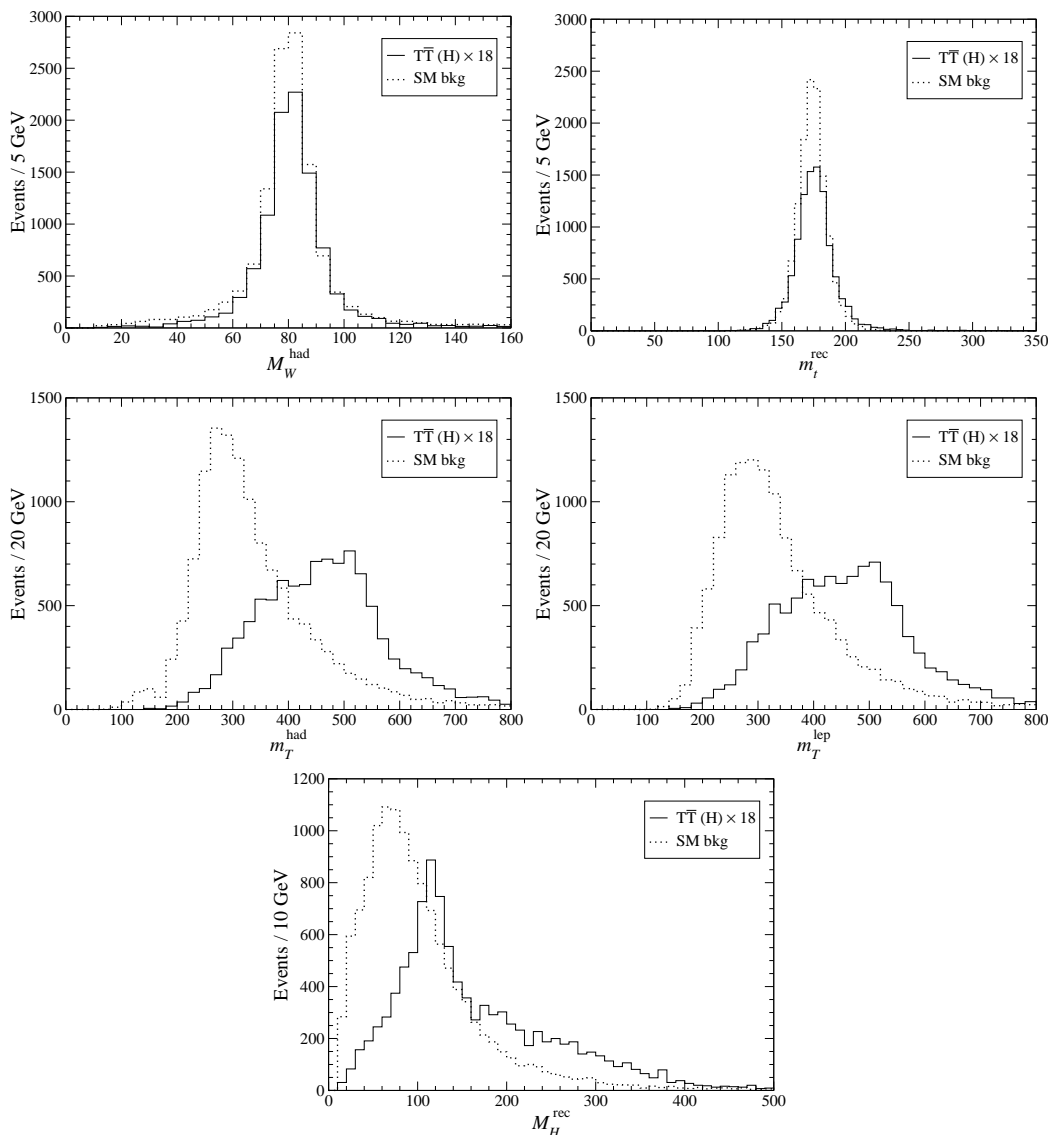 3000
2500
2000
1500
1000
500
0
Events / 5 GeV
TT̅ (H) × 18
SM bkg
0 20 40 60 80 100 120 140 160
M_W^had
3000
2500
2000
1500
1000
500
0
Events / 5 GeV
TT̅ (H) × 18
SM bkg
0 50 100 150 200 250 300 350
m_t^rec
1500
1000
500
0
Events / 20 GeV
TT̅ (H) × 18
SM bkg
0 100 200 300 400 500 600 700 800
m_T^had
1500
1000
500
0
Events / 20 GeV
TT̅ (H) × 18
SM bkg
0 100 200 300 400 500 600 700 800
m_T^lep
1200
1000
800
600
400
200
0
Events / 10 GeV
TT̅ (H) × 18
SM bkg
0 100 200 300 400 500
M_H^rec